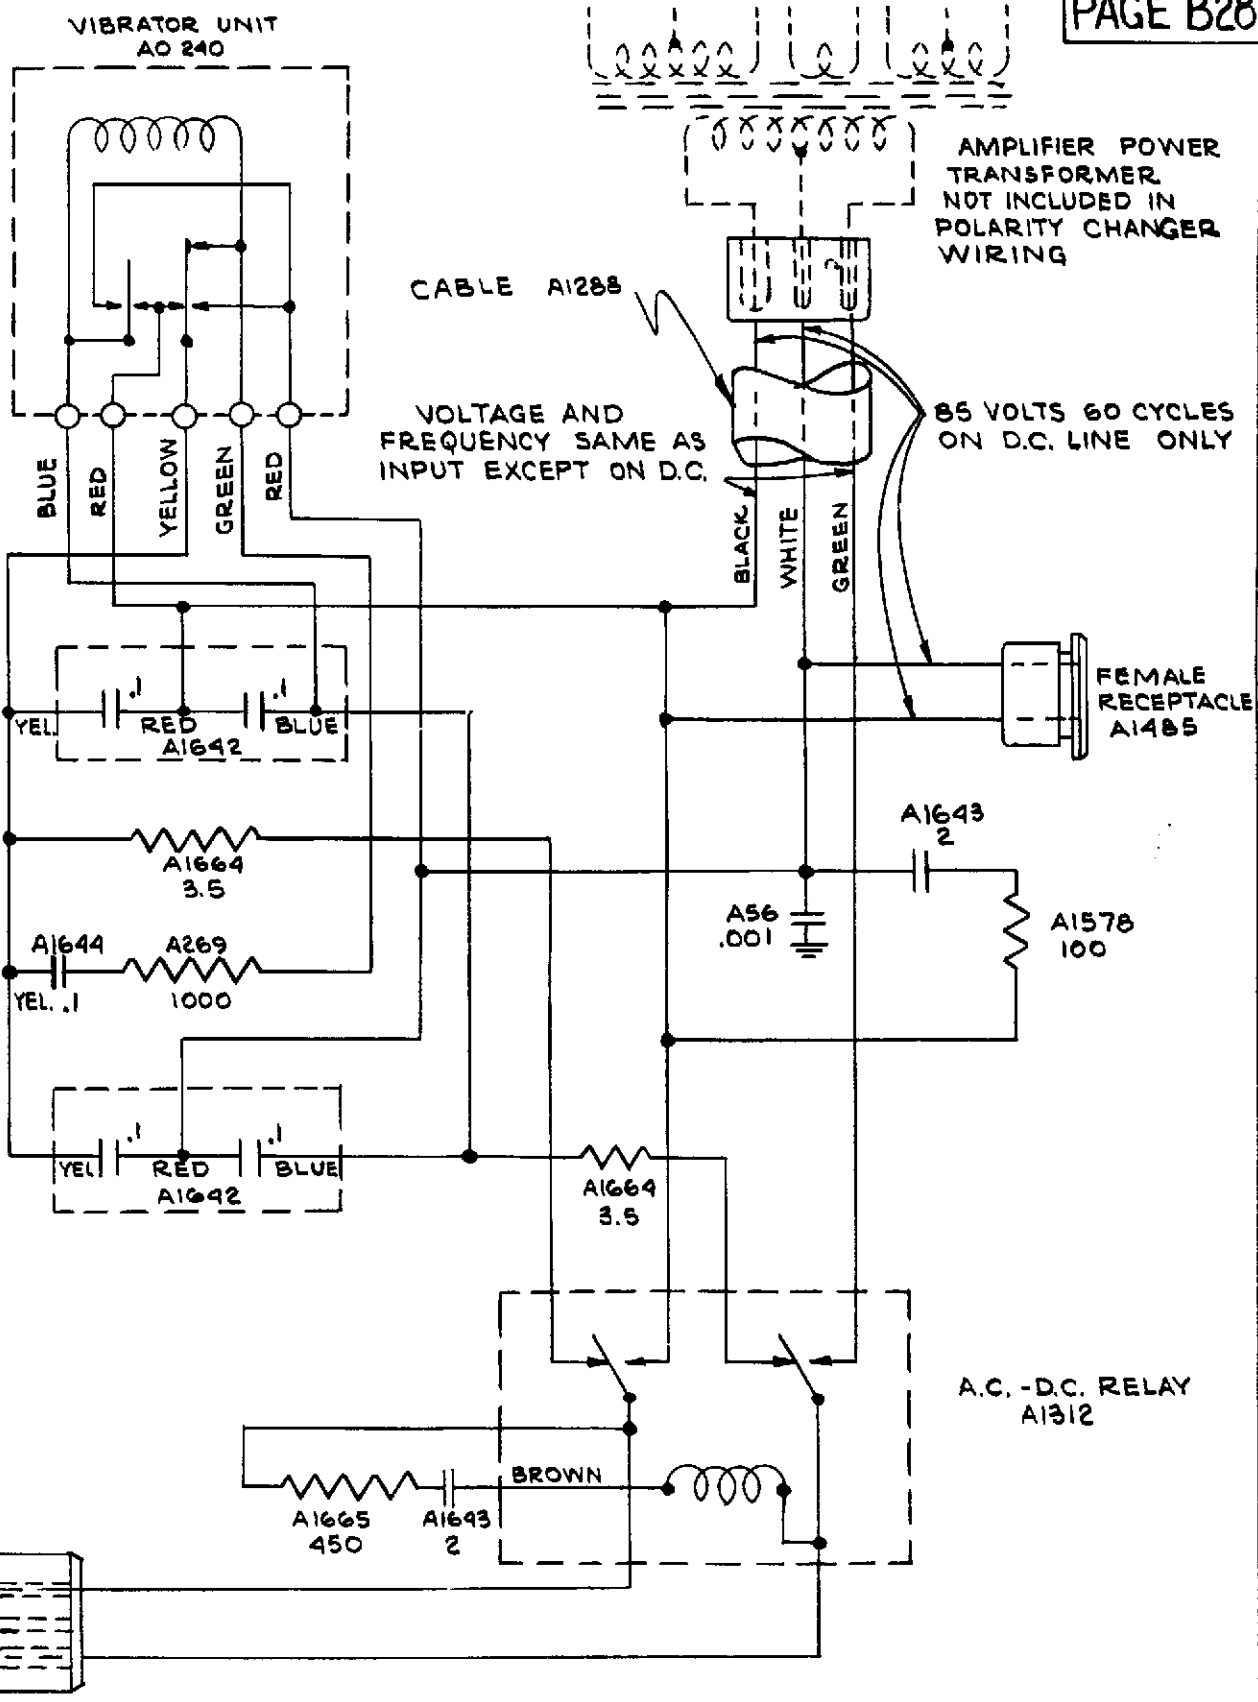 PAGE B28
VIBRATOR UNIT
AO 240
AMPLIFIER POWER
TRANSFORMER
NOT INCLUDED IN
POLARITY CHANGER
WIRING
CABLE A1288
VOLTAGE AND
FREQUENCY SAME AS
INPUT EXCEPT ON D.C.
85 VOLTS 60 CYCLES
ON D.C. LINE ONLY
BLUE
RED
YELLOW
GREEN
RED
BLACK
WHITE
GREEN
.1
.1
YEL.
RED
BLUE
A1642
FEMALE
RECEPTACLE
A1485
A1664
3.5
A1643
2
A56
.001
A1578
100
A1644
A269
YEL. .1
1000
.1
.1
YEL
RED
BLUE
A1642
A1664
3.5
A.C. - D.C. RELAY
A1312
BROWN
A1665
450
A1643
2